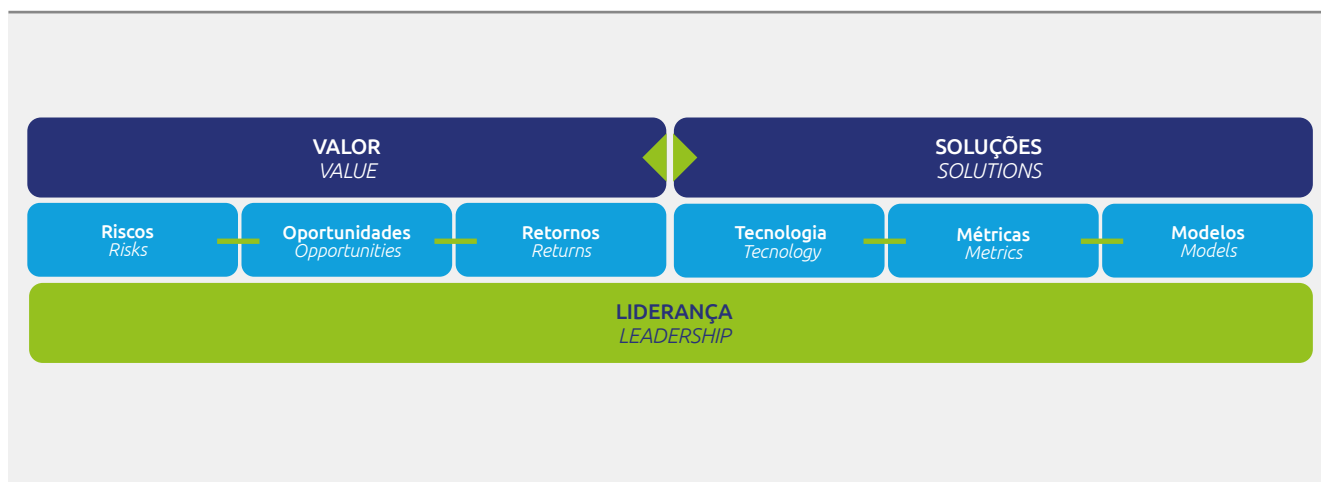 VALOR
VALUE
SOLUÇÕES
SOLUTIONS
Riscos
Risks
Oportunidades
Opportunities
Retornos
Returns
Tecnologia
Tecnology
Métricas
Metrics
Modelos
Models
LIDERANÇA
LEADERSHIP